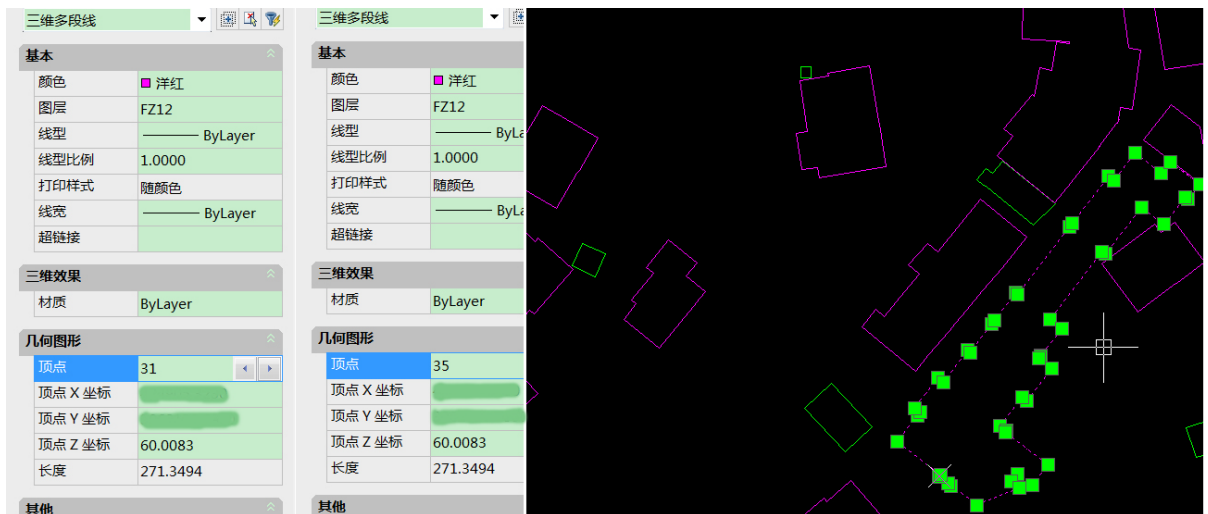 三维多段线
基本
颜色 洋红
图层 FZ12
线型 ByLayer
线型比例 1.0000
打印样式 随颜色
线宽 ByLayer
超链接
三维效果
材质 ByLayer
几何图形
顶点 31
顶点 X 坐标
顶点 Y 坐标
顶点 Z 坐标 60.0083
长度 271.3494
其他
三维多段线
基本
颜色 洋红
图层 FZ12
线型 ByLa
线型比例 1.0000
打印样式 随颜色
线宽 ByLa
超链接
三维效果
材质 ByLayer
几何图形
顶点 35
顶点 X 坐标
顶点 Y 坐标
顶点 Z 坐标 60.0083
长度 271.3494
其他